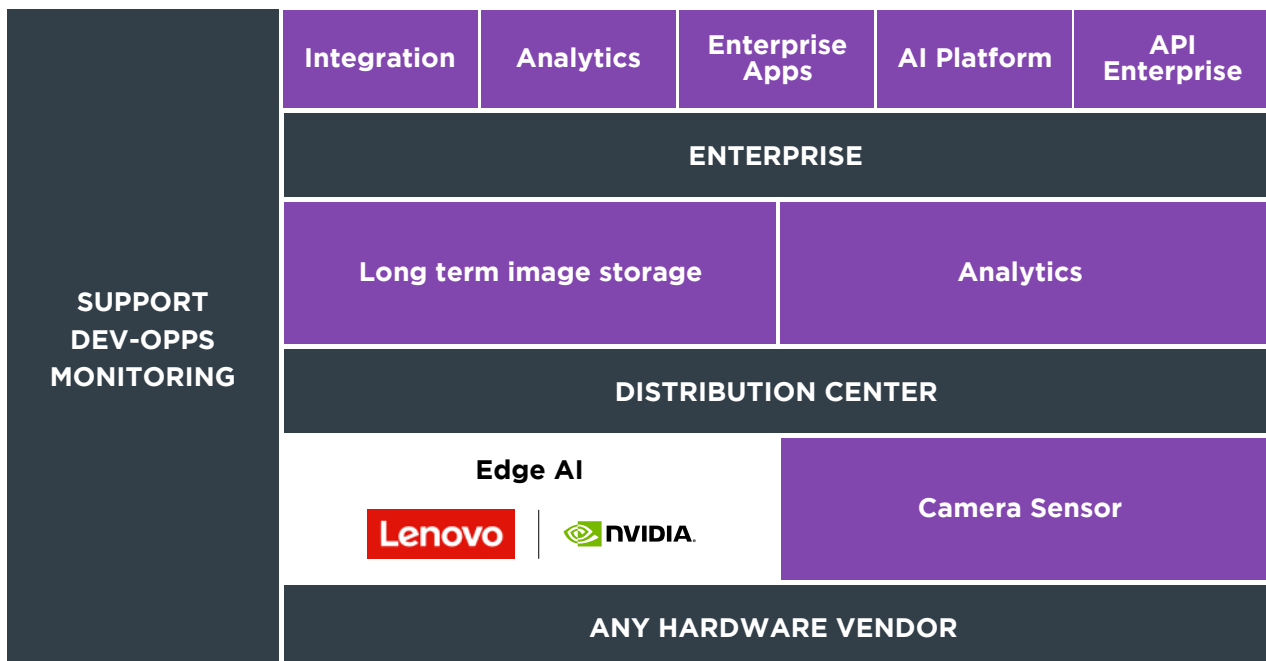 SUPPORT
DEV-OPPS
MONITORING
Integration
Analytics
Enterprise
Apps
AI Platform
API
Enterprise
ENTERPRISE
Long term image storage
Analytics
DISTRIBUTION CENTER
Edge AI
Lenovo
NVIDIA.
Camera Sensor
ANY HARDWARE VENDOR